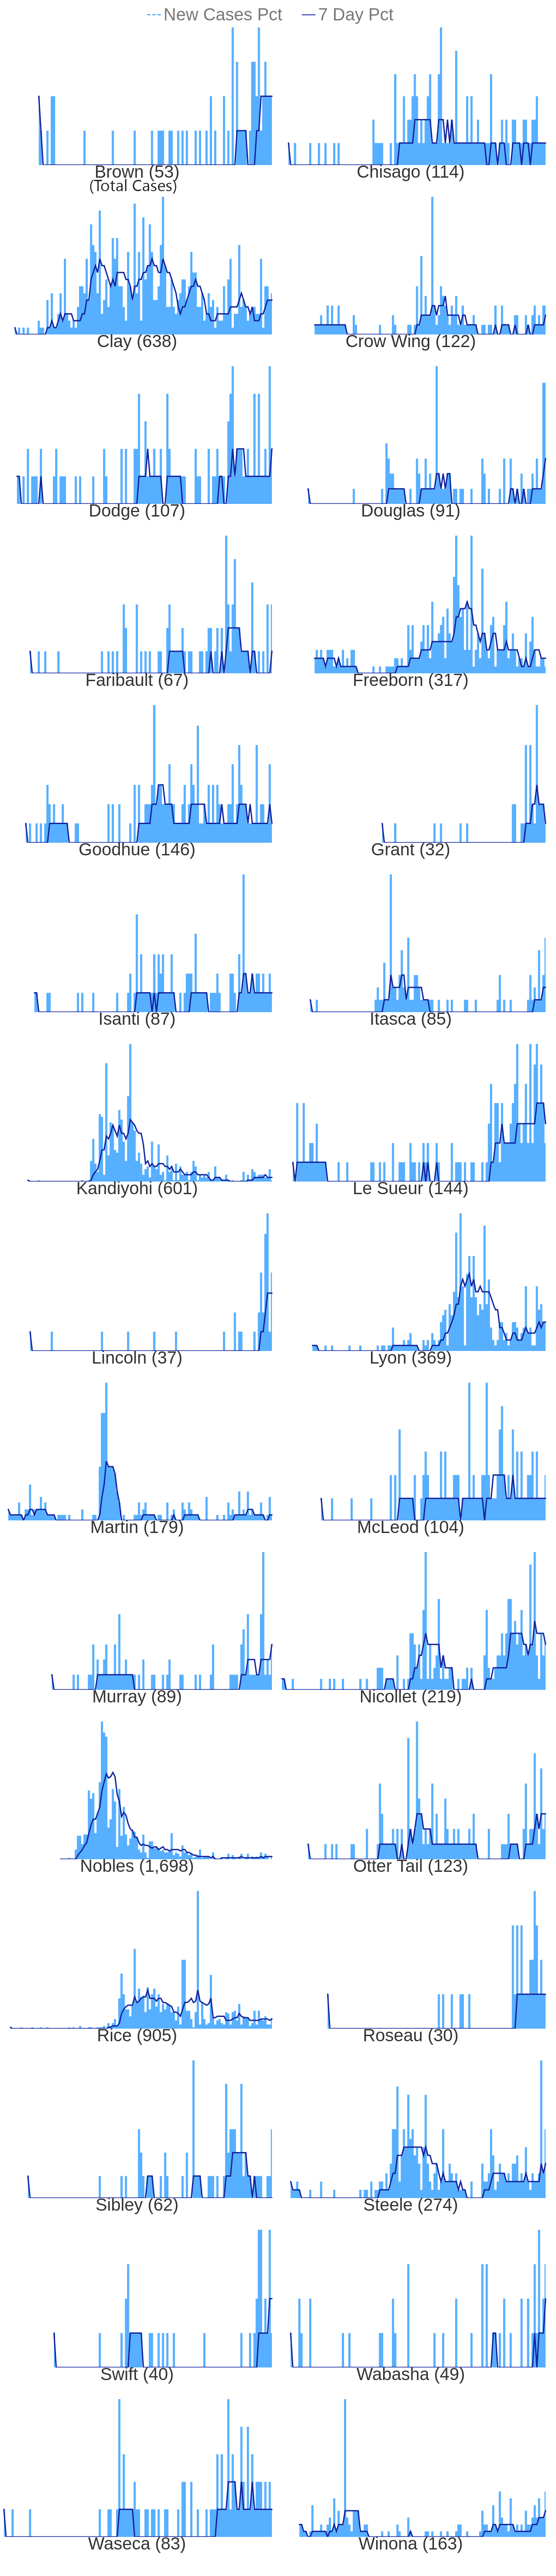 New Cases Pct 7 Day Pct
Brown (53) Chisago (114)
(Total Cases)
Clay (638) Crow Wing (122)
Dodge (107) Douglas (91)
Faribault (67) Freeborn (317)
Goodhue (146) Grant (32)
Isanti (87) Itasca (85)
Kandiyohi (601) Le Sueur (144)
Lincoln (37) Lyon (369)
Martin (179) McLeod (104)
Murray (89) Nicollet (219)
Nobles (1,698) Otter Tail (123)
Rice (905) Roseau (30)
Sibley (62) Steele (274)
Swift (40) Wabasha (49)
Waseca (83) Winona (163)